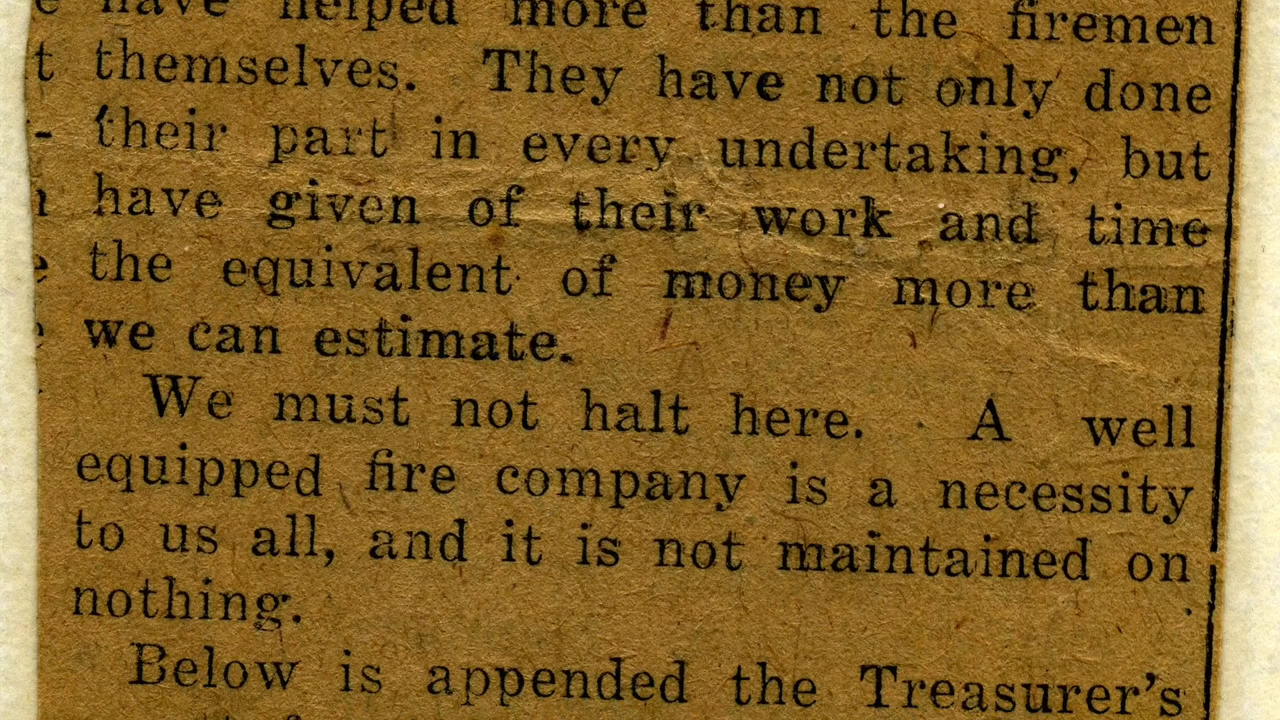 have helped more than the firemen
themselves. They have not only done
their part in every undertaking, but
have given of their work and time
the equivalent of money more than
we can estimate.
We must not halt here. A well
equipped fire company is a necessity
to us all, and it is not maintained on
nothing.
Below is appended the Treasurer's